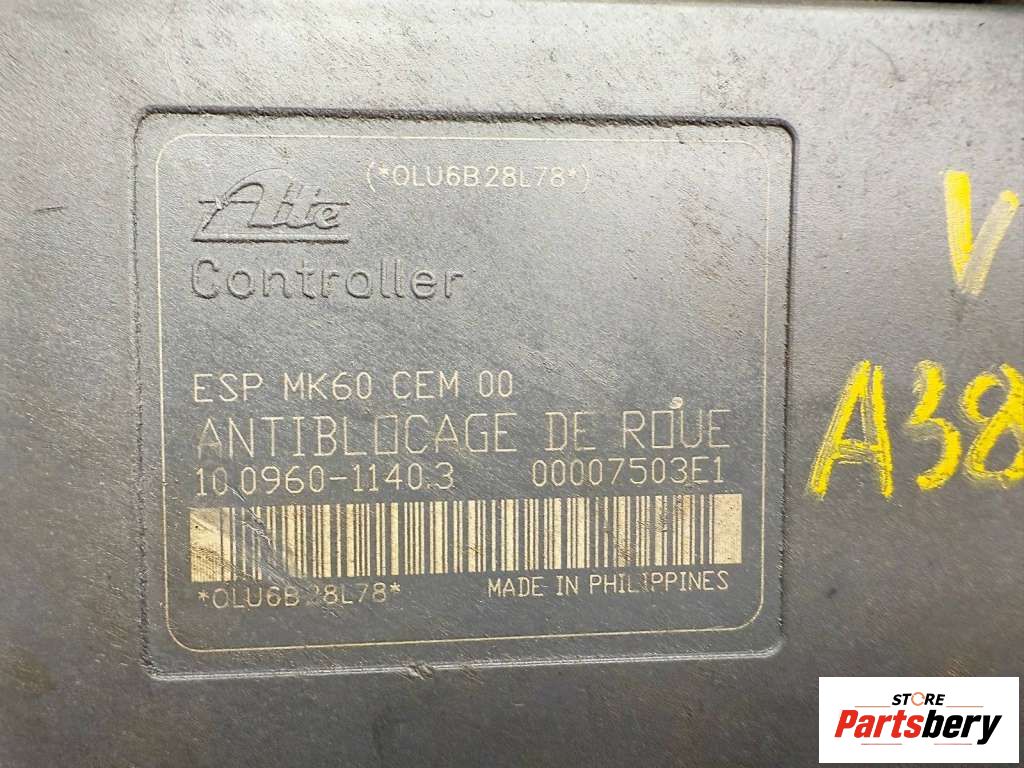 (*OLU6B28L78*)
Ate
Controller
ESP MK60 CEM 00
ANTIBLOCAGE DE ROUE
10.0960-1140.3 00007503E1
*OLU6B28L78*
MADE IN PHILIPPINES
V
A38
STORE
Partsbery